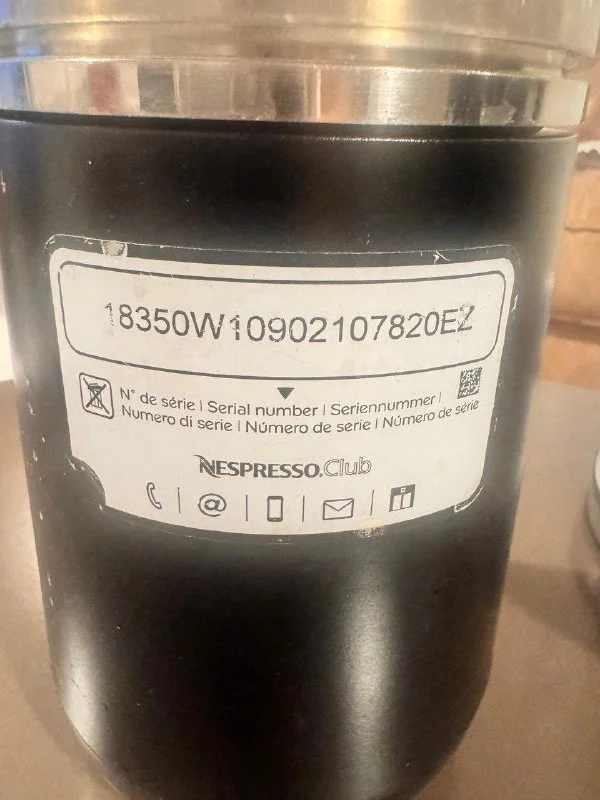 18350W10902107820EZ
N° de série | Serial number | Seriennummer |
Numero di serie | Número de serie | Número de série
NESPRESSO.Club
@